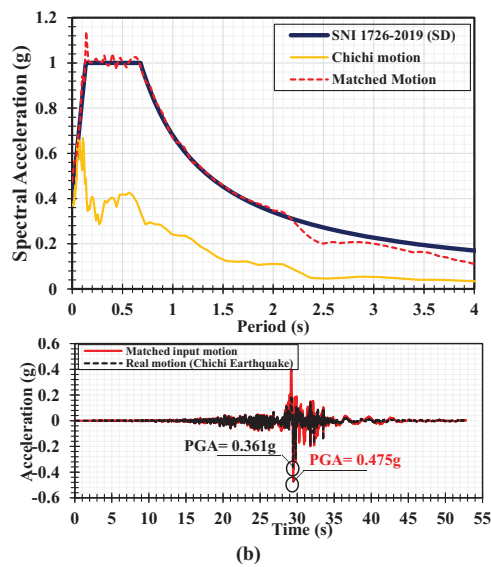 1.2
1
0.8
0.6
0.4
0.2
0
Spectral Acceleration (g)
SNI 1726-2019 (SD)
Chichi motion
Matched Motion
0 0.5 1 1.5 2 2.5 3 3.5 4
Period (s)
0.6
0.4
0.2
0
-0.2
-0.4
-0.6
Acceleration (g)
Matched input motion
Real motion (Chichi Earthquake)
PGA= 0.361g
PGA= 0.475g
0 5 10 15 20 25 30 35 40 45 50 55
Time (s)
(b)